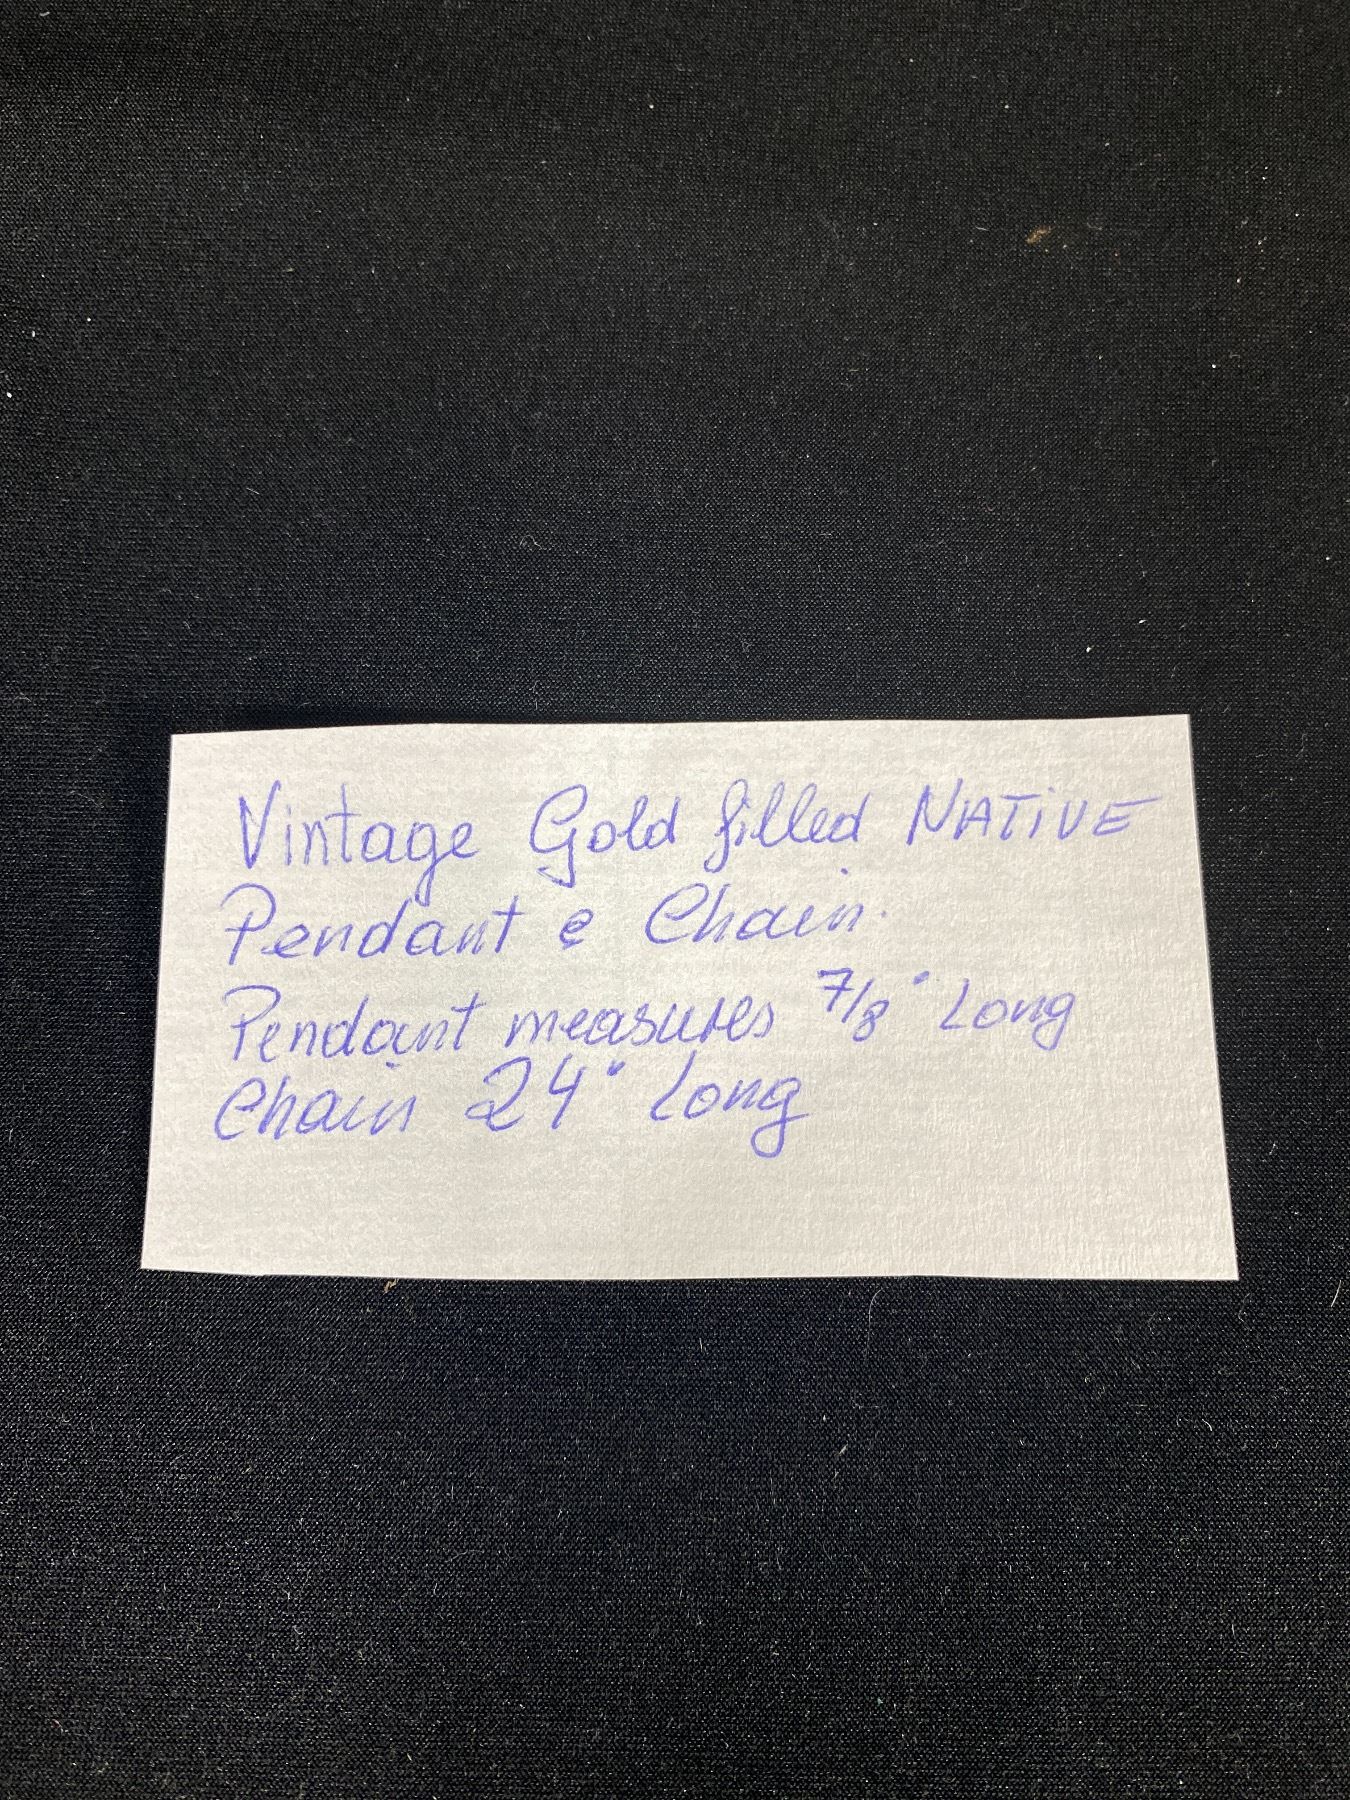 Vintage Gold filled NATiVE
Pendant e Chain.
Pendant measures 7/8" Long
Chain 24" Long